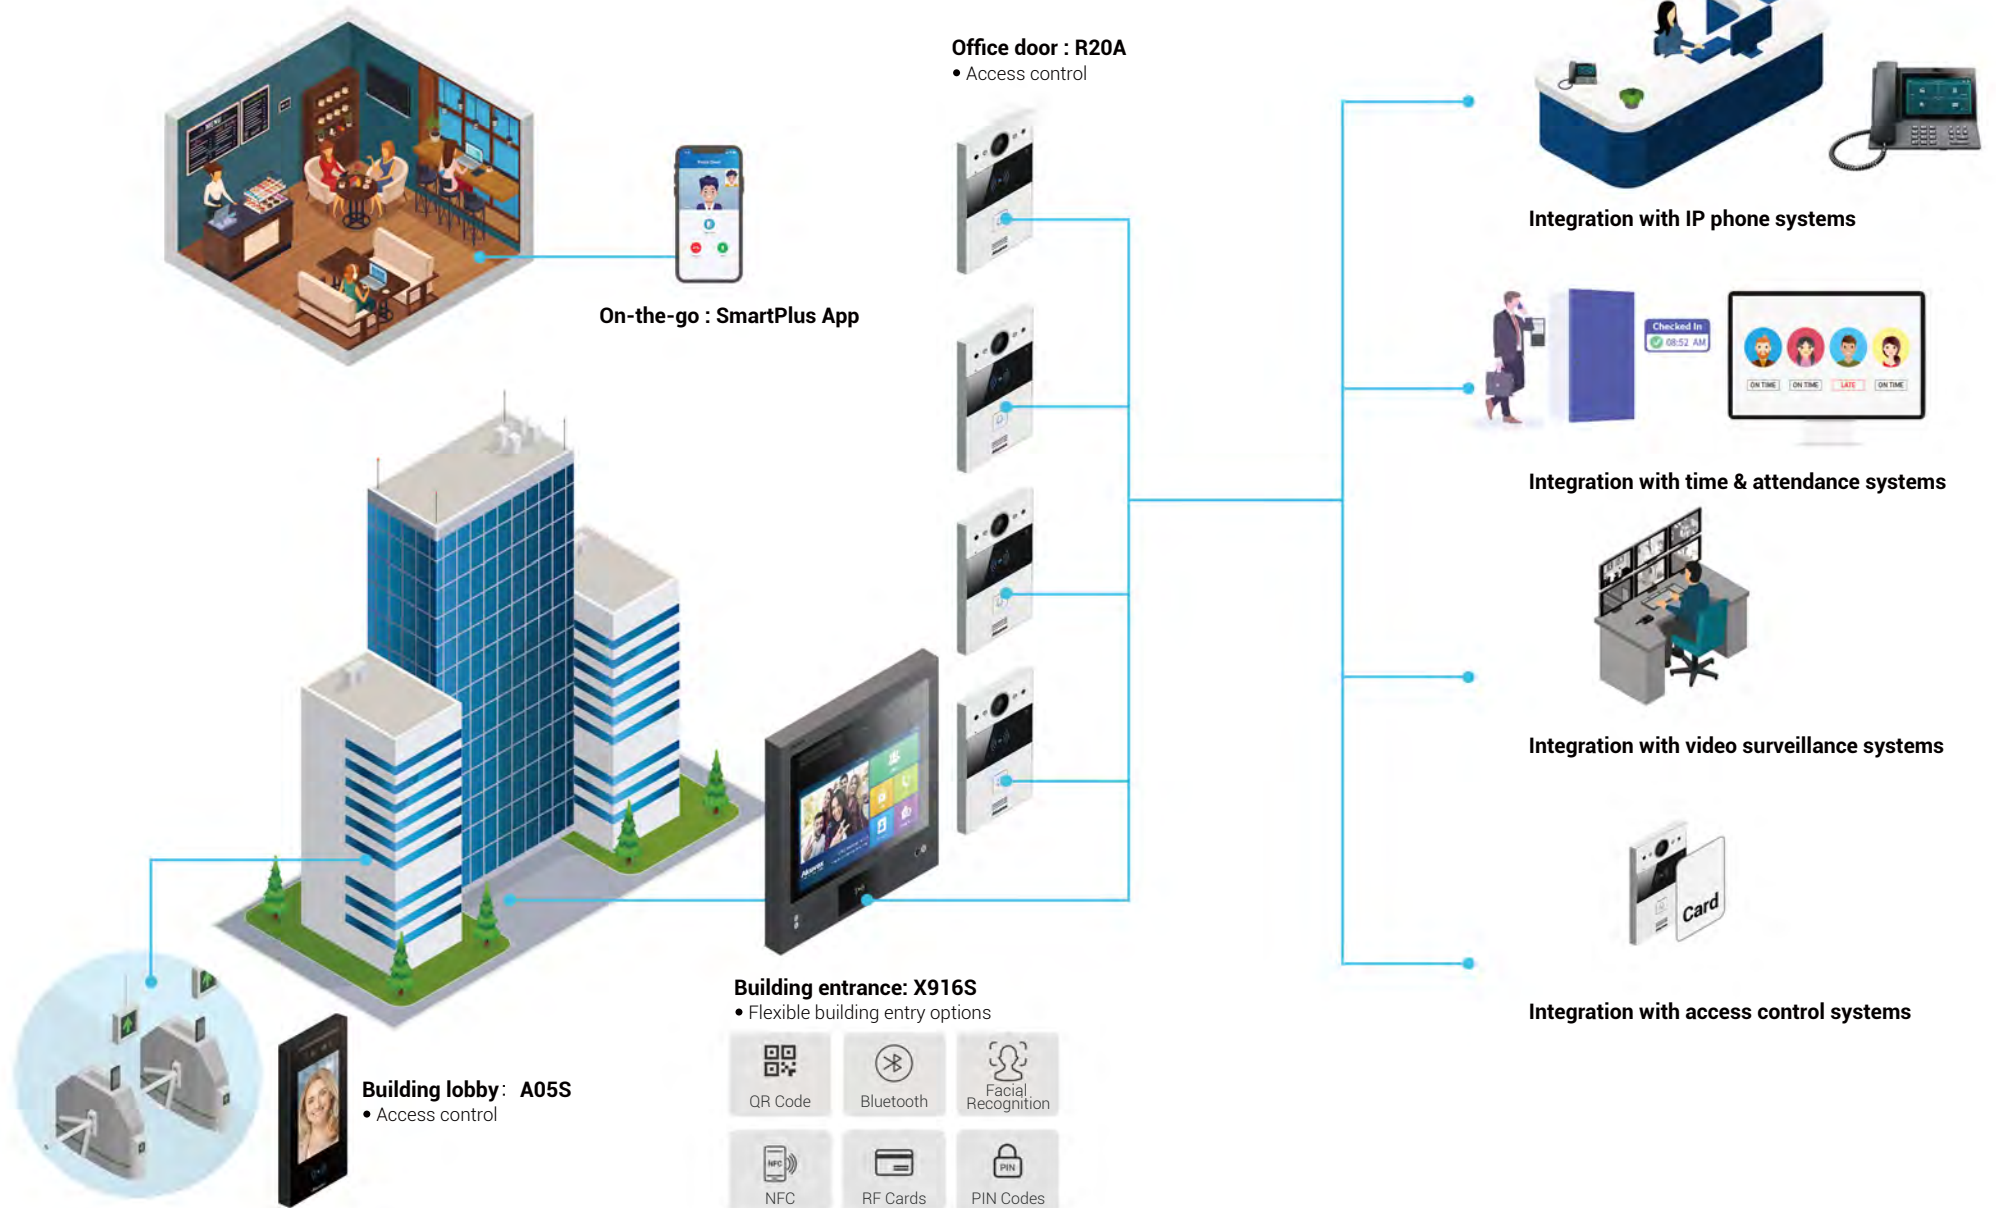 Office door : R20A
• Access control
MENU
On-the-go : SmartPlus App
Integration with IP phone systems
Checked In
08:52 AM
ON TIME
ON TIME
LATE
ON TIME
Integration with time & attendance systems
Integration with video surveillance systems
Card
Integration with access control systems
Building entrance: X916S
• Flexible building entry options
QR Code
Bluetooth
Facial
Recognition
NFC
NFC
RF Cards
PIN
PIN Codes
Building lobby: A05S
• Access control